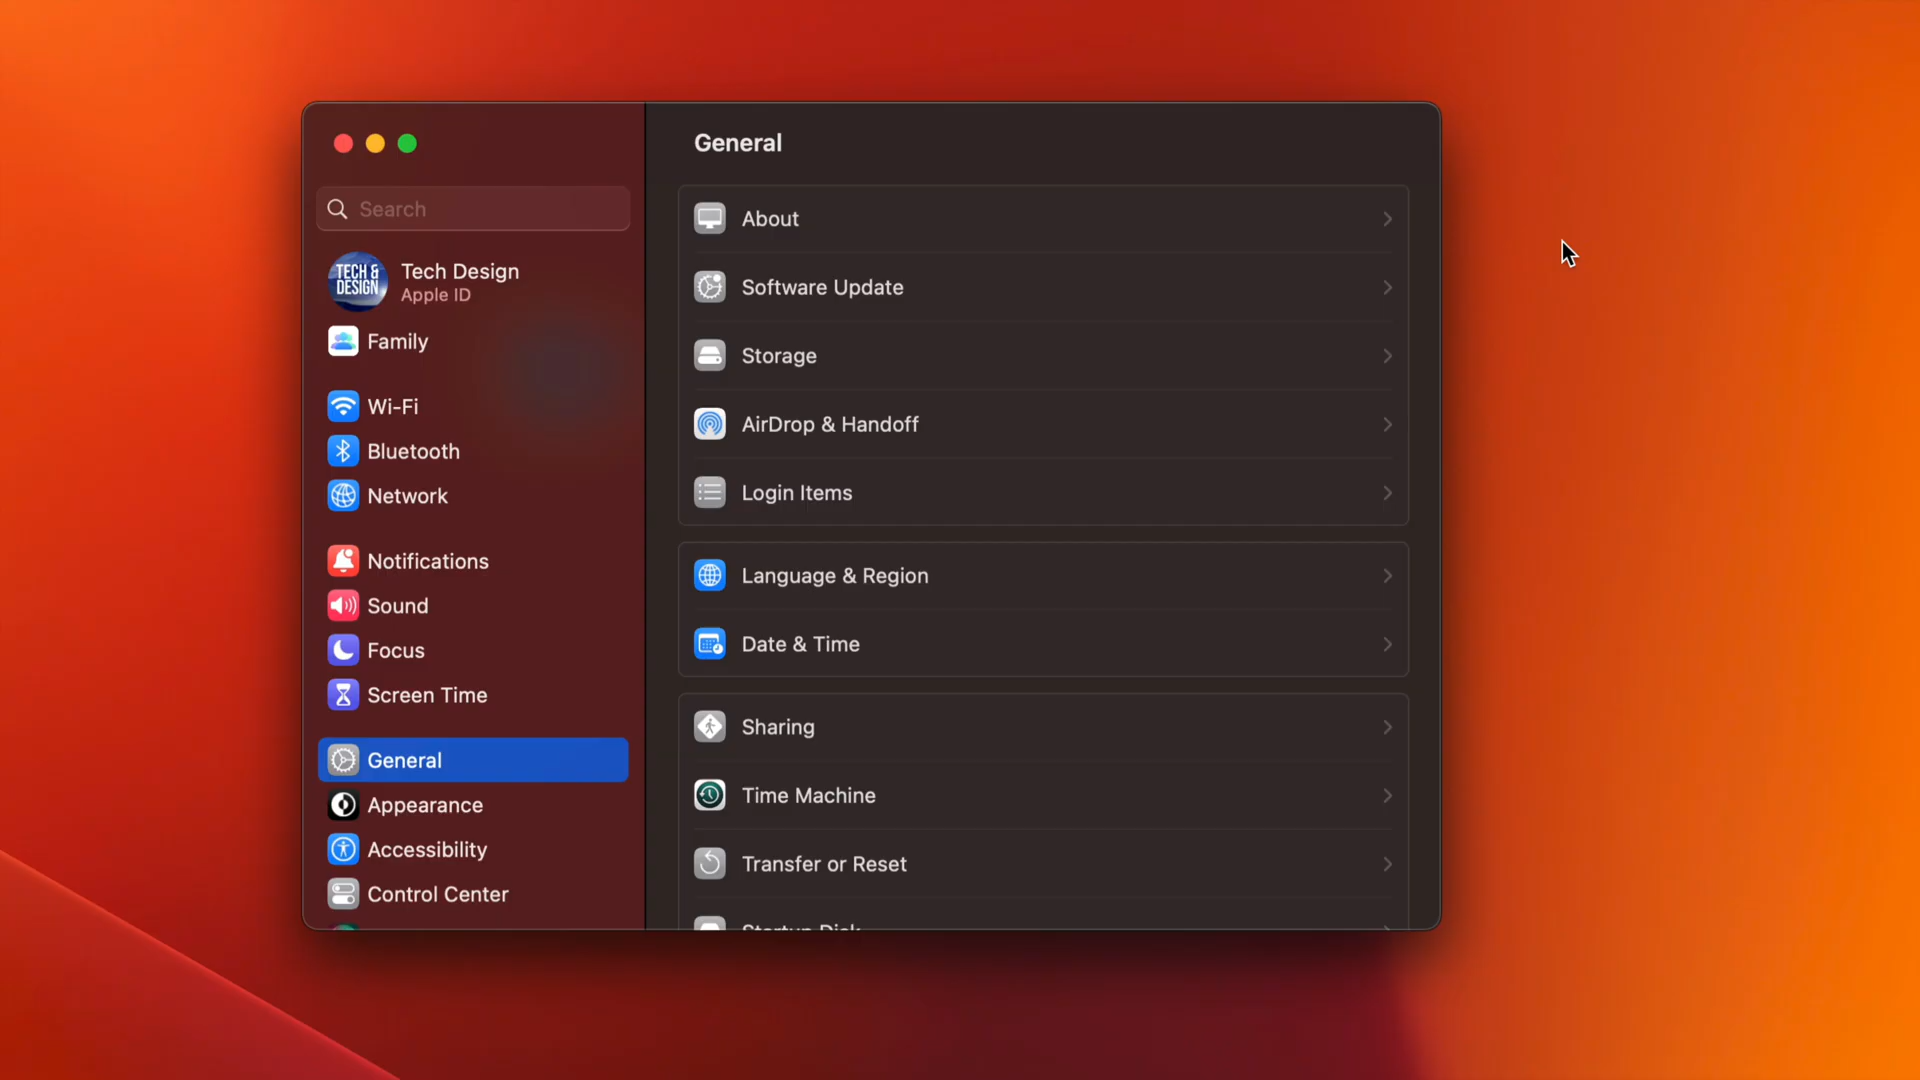 General
Search
TECH &
DESIGN
Tech Design
Apple ID
Family
Wi-Fi
Bluetooth
Network
Notifications
Sound
Focus
Screen Time
General
Appearance
Accessibility
Control Center
About
Software Update
Storage
AirDrop & Handoff
Login Items
Language & Region
Date & Time
Sharing
Time Machine
Transfer or Reset
Startup Disk